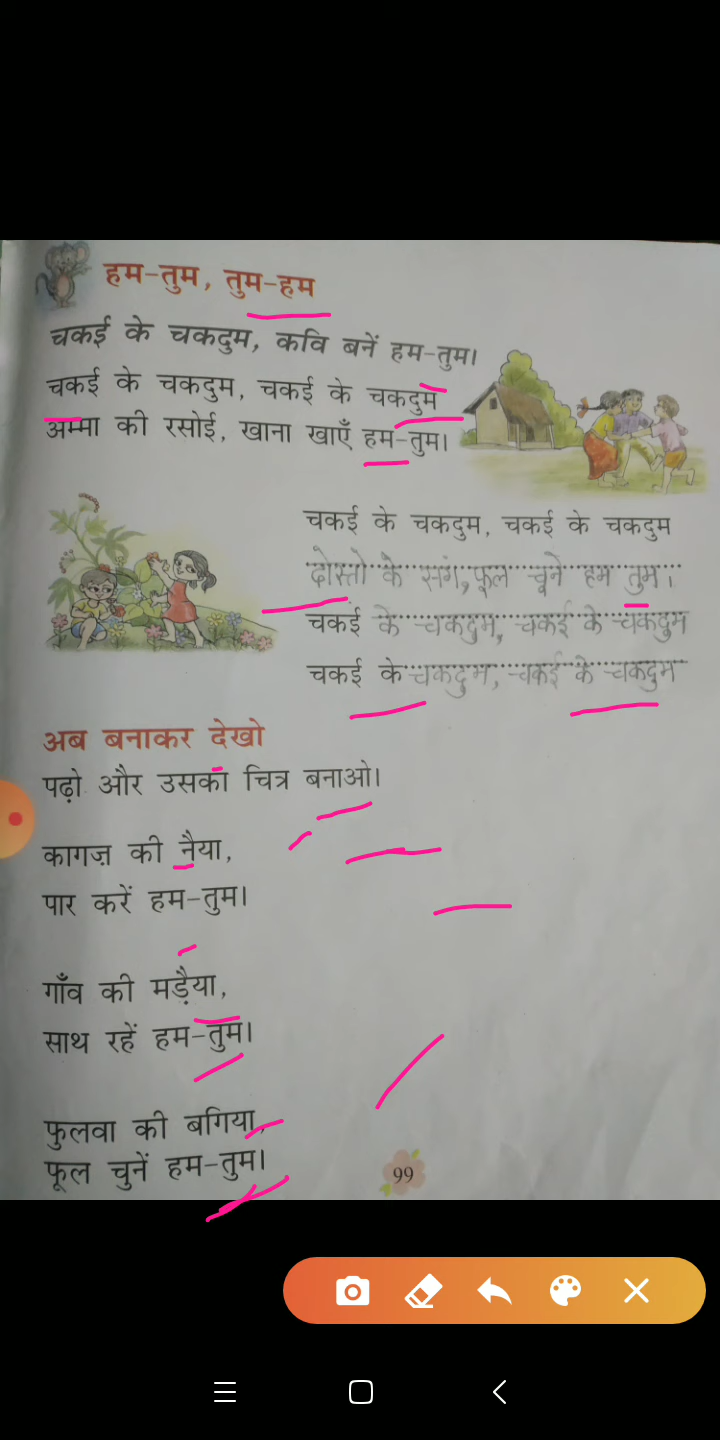 हम-तुम, तुम-हम
चकई के चकदुम, कवि बनें हम-तुम।
चकई के चकदुम, चकई के चकदुम
अम्मा की रसोई, खाना खाएँ हम-तुम।
चकई के चकदुम, चकई के चकदुम
दोस्तो के संग, फूल चूने हम तुम।
चकई के चकदुम, चकई के चकदुम
चकई के चकदुम, चकई के चकदुम
अब बनाकर देखो
पढ़ो और उसका चित्र बनाओ।
कागज़ की नैया,
पार करें हम-तुम।
गाँव की मड़ैया,
साथ रहें हम-तुम।
फुलवा की बगिया,
फूल चुनें हम-तुम।
99